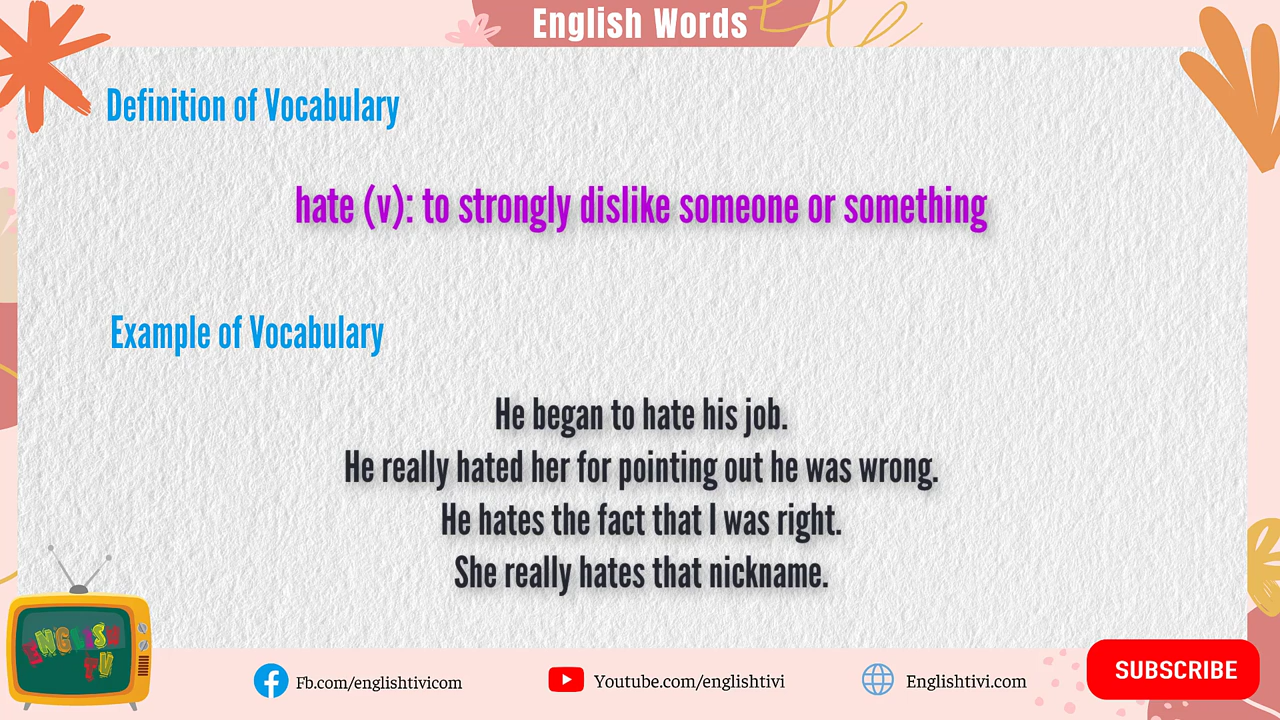 English Words
Definition of Vocabulary
hate (v): to strongly dislike someone or something
Example of Vocabulary
He began to hate his job.
He really hated her for pointing out he was wrong.
He hates the fact that I was right.
She really hates that nickname.
ENGLISH
TV
Fb.com/englishtivicom
Youtube.com/englishtivi
Englishtivi.com
SUBSCRIBE